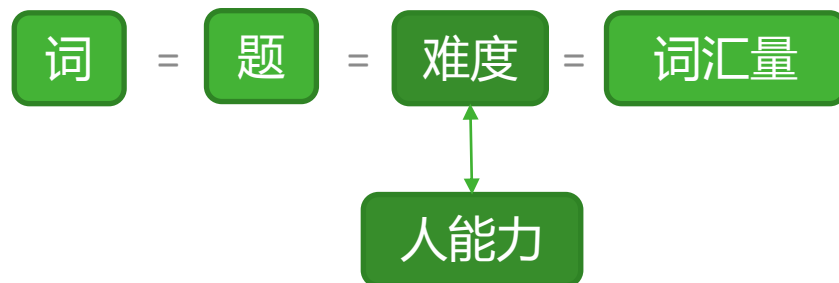 词 = 题 = 难度 = 词汇量
人能力